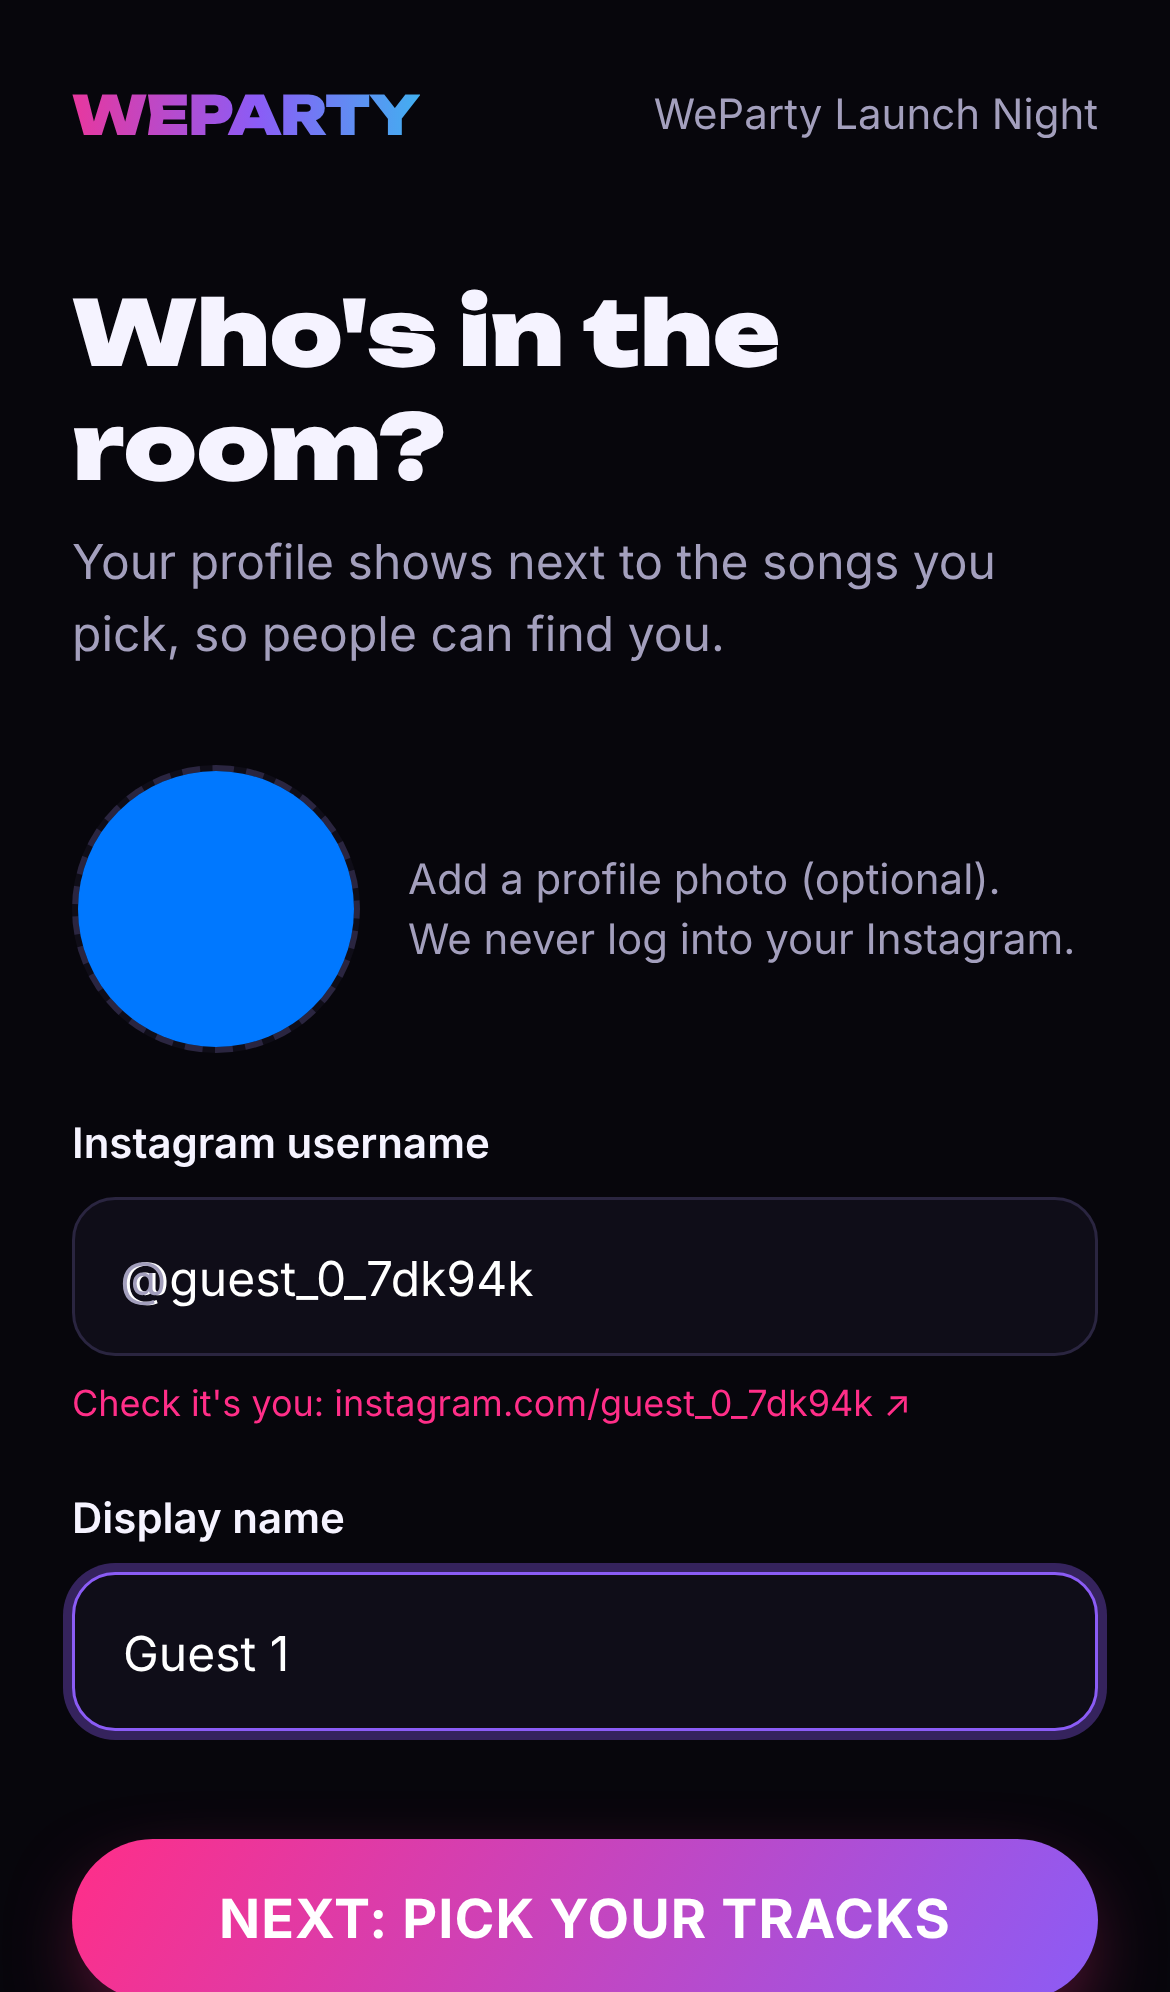 WEPARTY
WeParty Launch Night
Who's in the
room?
Your profile shows next to the songs you
pick, so people can find you.
Add a profile photo (optional).
We never log into your Instagram.
Instagram username
@guest_0_7dk94k
Check it's you: instagram.com/guest_0_7dk94k ↗
Display name
Guest 1
NEXT: PICK YOUR TRACKS